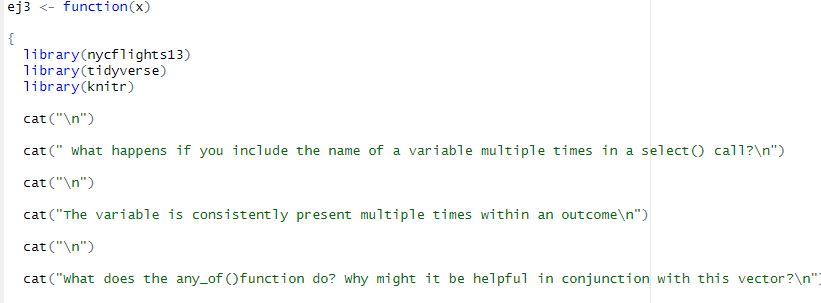 ej3 <- function(x)
{
library(nycflights13)
library(tidyverse)
library(knitr)
cat("\n")
cat(" What happens if you include the name of a variable multiple times in a select() call?\n")
cat("\n")
cat("The variable is consistently present multiple times within an outcome\n")
cat("\n")
cat("What does the any_of()function do? Why might it be helpful in conjunction with this vector?\n")